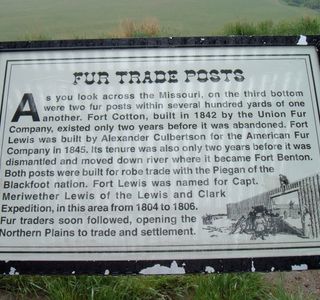 FUR TRADE POSTS
As you look across the Missouri, on the third bottom
were two fur posts within several hundred yards of one
another. Fort Cotton, built in 1842 by the Union Fur
Company, existed only two years before it was abandoned. Fort
Lewis was built by Alexander Culbertson for the American Fur
Company in 1845. Its tenure was also only two years before it was
dismantled and moved down river where it became Fort Benton.
Both posts were built for robe trade with the Piegan of the
Blackfoot nation. Fort Lewis was named for Capt.
Meriwether Lewis of the Lewis and Clark
Expedition, in this area from 1804 to 1806.
Fur traders soon followed, opening the
Northern Plains to trade and settlement.